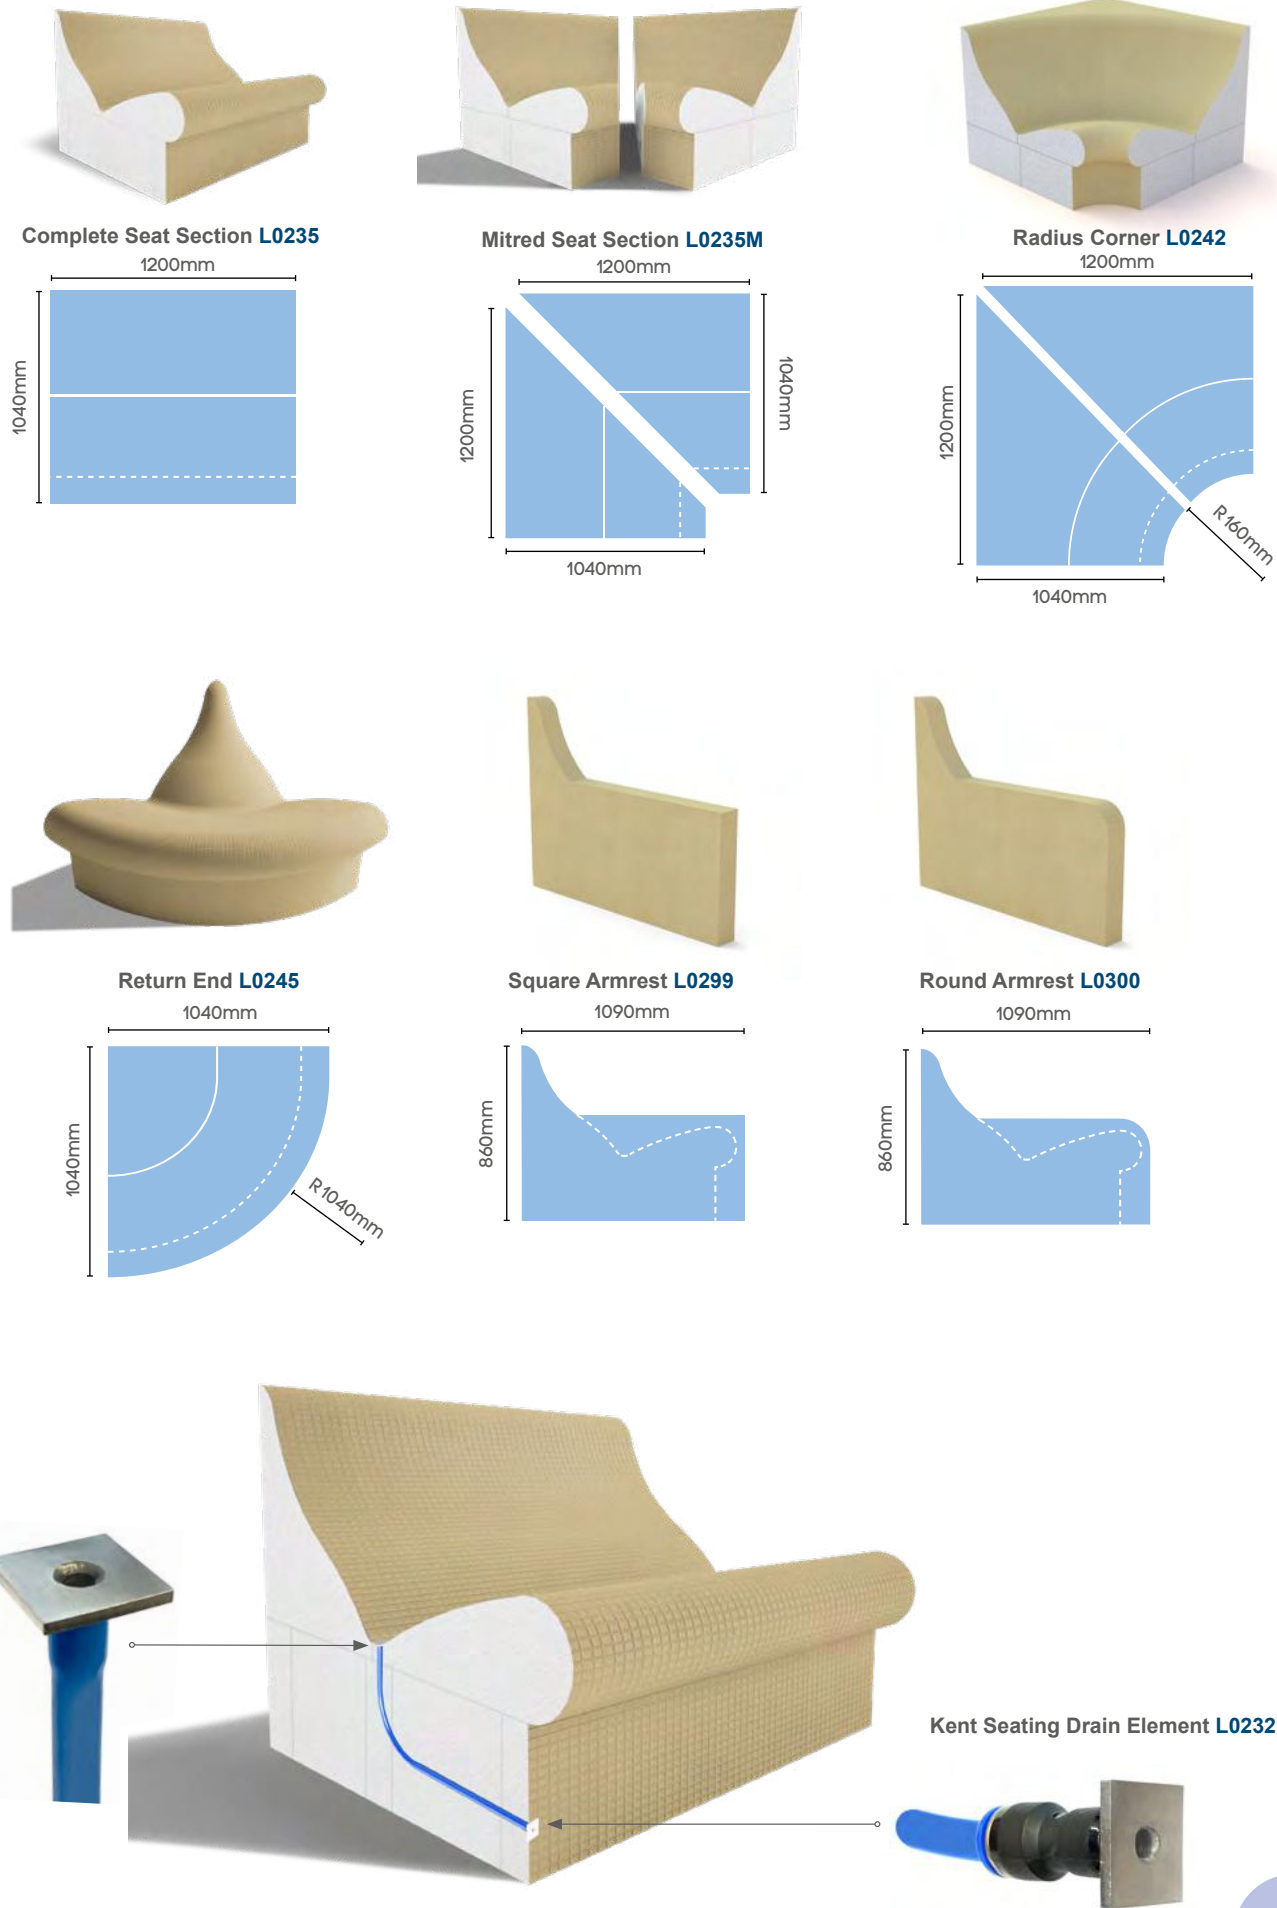 Complete Seat Section L0235
1200mm
1040mm
Mitred Seat Section L0235M
1200mm
1200mm
1040mm
1040mm
Radius Corner L0242
1200mm
1200mm
R160mm
1040mm
Return End L0245
1040mm
1040mm
R1040mm
Square Armrest L0299
1090mm
860mm
Round Armrest L0300
1090mm
860mm
Kent Seating Drain Element L0232